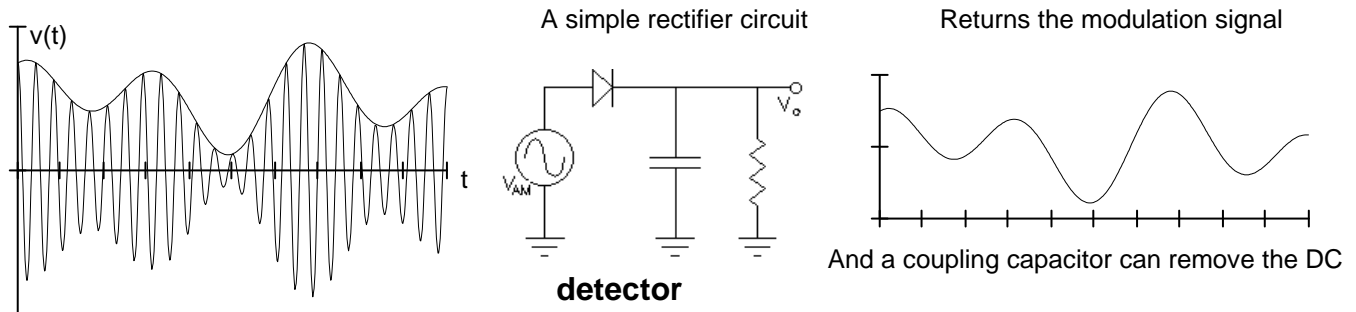 v(t)
t
A simple rectifier circuit
V_AM
V_o
detector
Returns the modulation signal
And a coupling capacitor can remove the DC